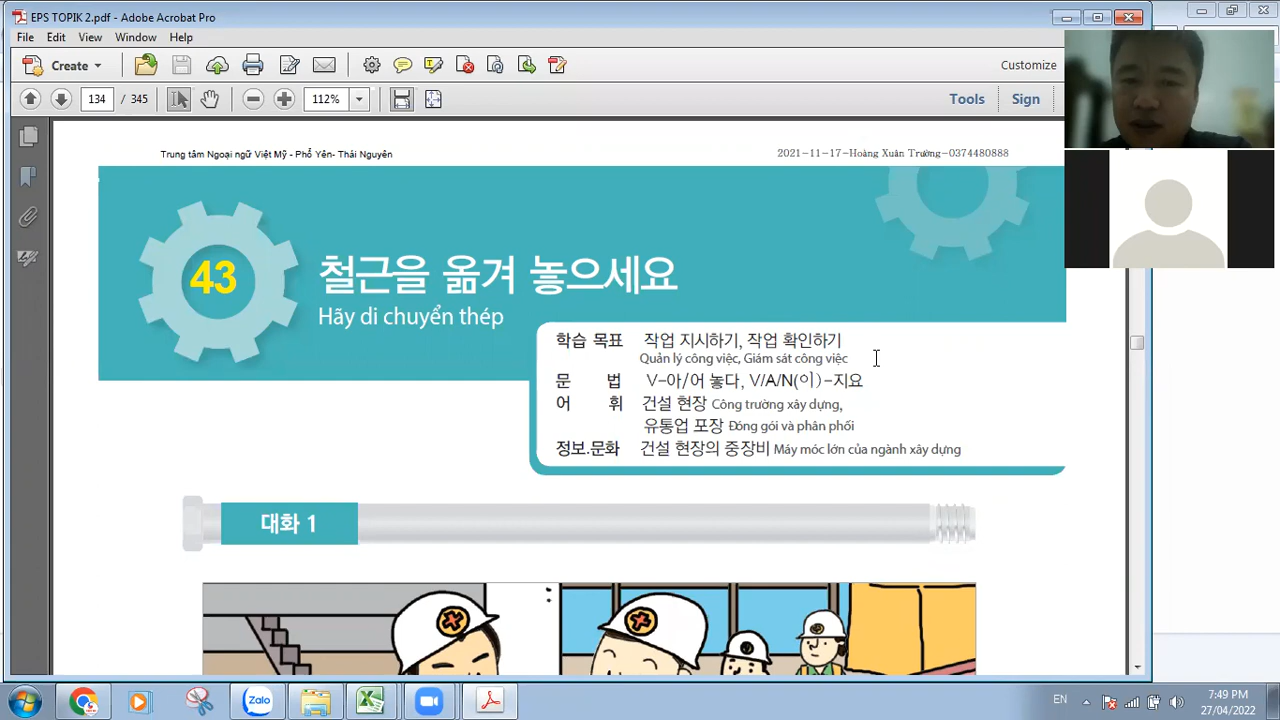 EPS TOPIK 2.pdf - Adobe Acrobat Pro
File Edit View Window Help
Create
Customize
134 / 345
112%
Tools
Sign
Trung tâm Ngoại ngữ Việt Mỹ - Phổ Yên- Thái Nguyên
2021-11-17-Hoàng Xuân Trường-0374480888
43
철근을 옮겨 놓으세요
Hãy di chuyển thép
학습 목표 작업 지시하기, 작업 확인하기
Quản lý công việc, Giám sát công việc
문 법 V-아/어 놓다, V/A/N(이)-지요
어 휘 건설 현장 Công trường xây dựng,
유통업 포장 Đóng gói và phân phối
정보.문화 건설 현장의 중장비 Máy móc lớn của ngành xây dựng
대화 1
Zalo
EN
7:49 PM
27/04/2022